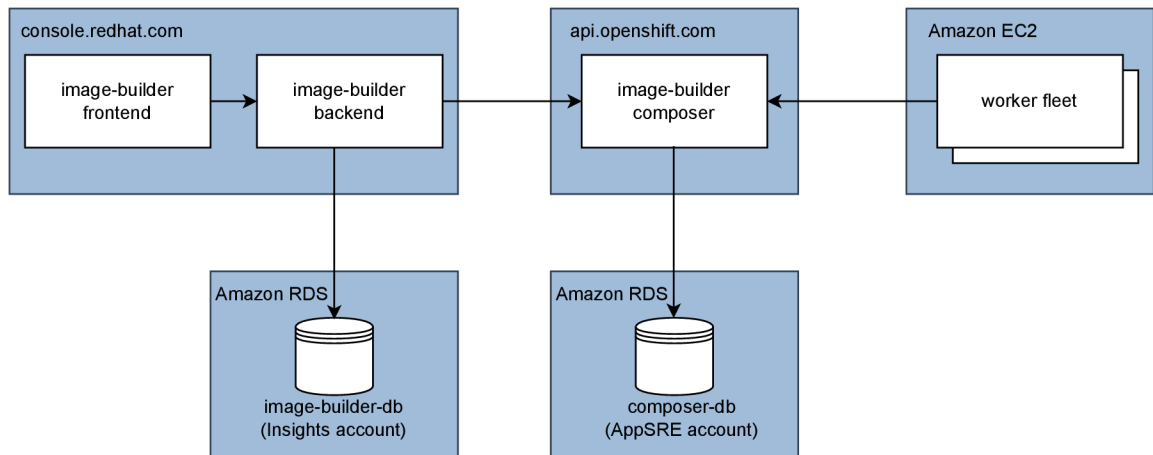 console.redhat.com
image-builder
frontend
image-builder
backend
api.openshift.com
image-builder
composer
Amazon EC2
worker fleet
Amazon RDS
image-builder-db
(Insights account)
Amazon RDS
composer-db
(AppSRE account)